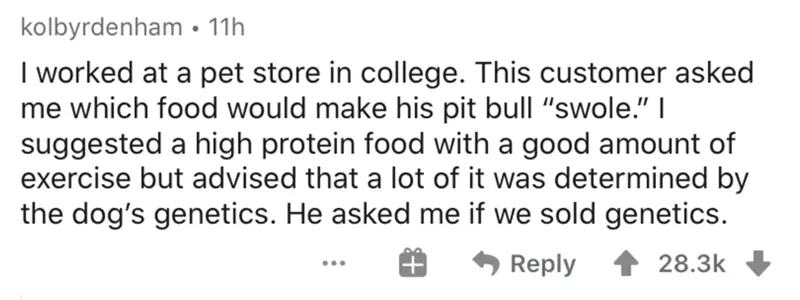 kolbyrdenham • 11h
I worked at a pet store in college. This customer asked
me which food would make his pit bull “swole.” I
suggested a high protein food with a good amount of
exercise but advised that a lot of it was determined by
the dog’s genetics. He asked me if we sold genetics.
... Reply 28.3k